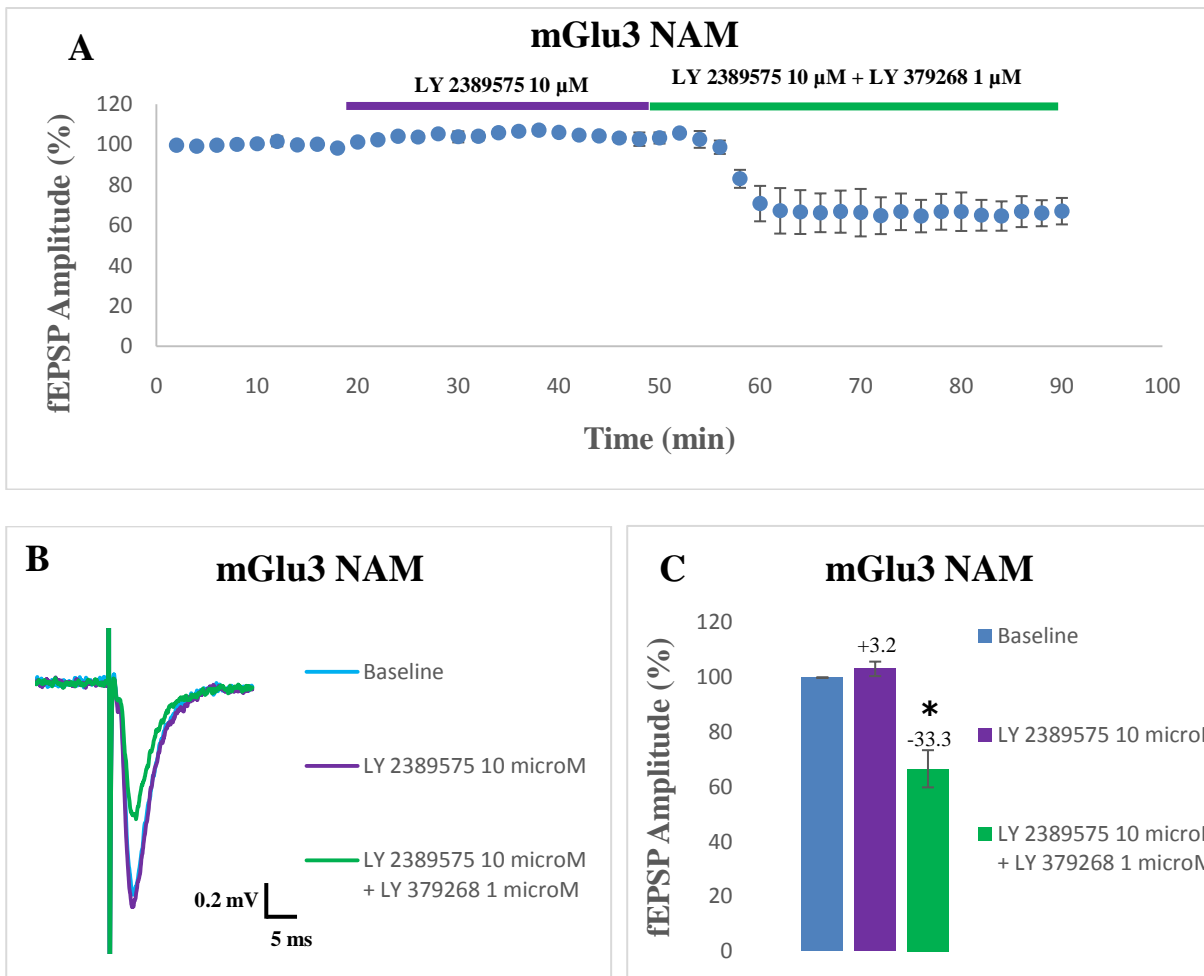 A
mGlu3 NAM
LY 2389575 10 µM
LY 2389575 10 µM + LY 379268 1 µM
fEPSP Amplitude (%)
120
100
80
60
40
20
0
0 10 20 30 40 50 60 70 80 90 100
Time (min)
B
mGlu3 NAM
Baseline
LY 2389575 10 microM
LY 2389575 10 microM
+ LY 379268 1 microM
0.2 mV
5 ms
C
mGlu3 NAM
fEPSP Amplitude (%)
120
100
80
60
40
20
0
+3.2
*
-33.3
Baseline
LY 2389575 10 microM
LY 2389575 10 microM
+ LY 379268 1 microM